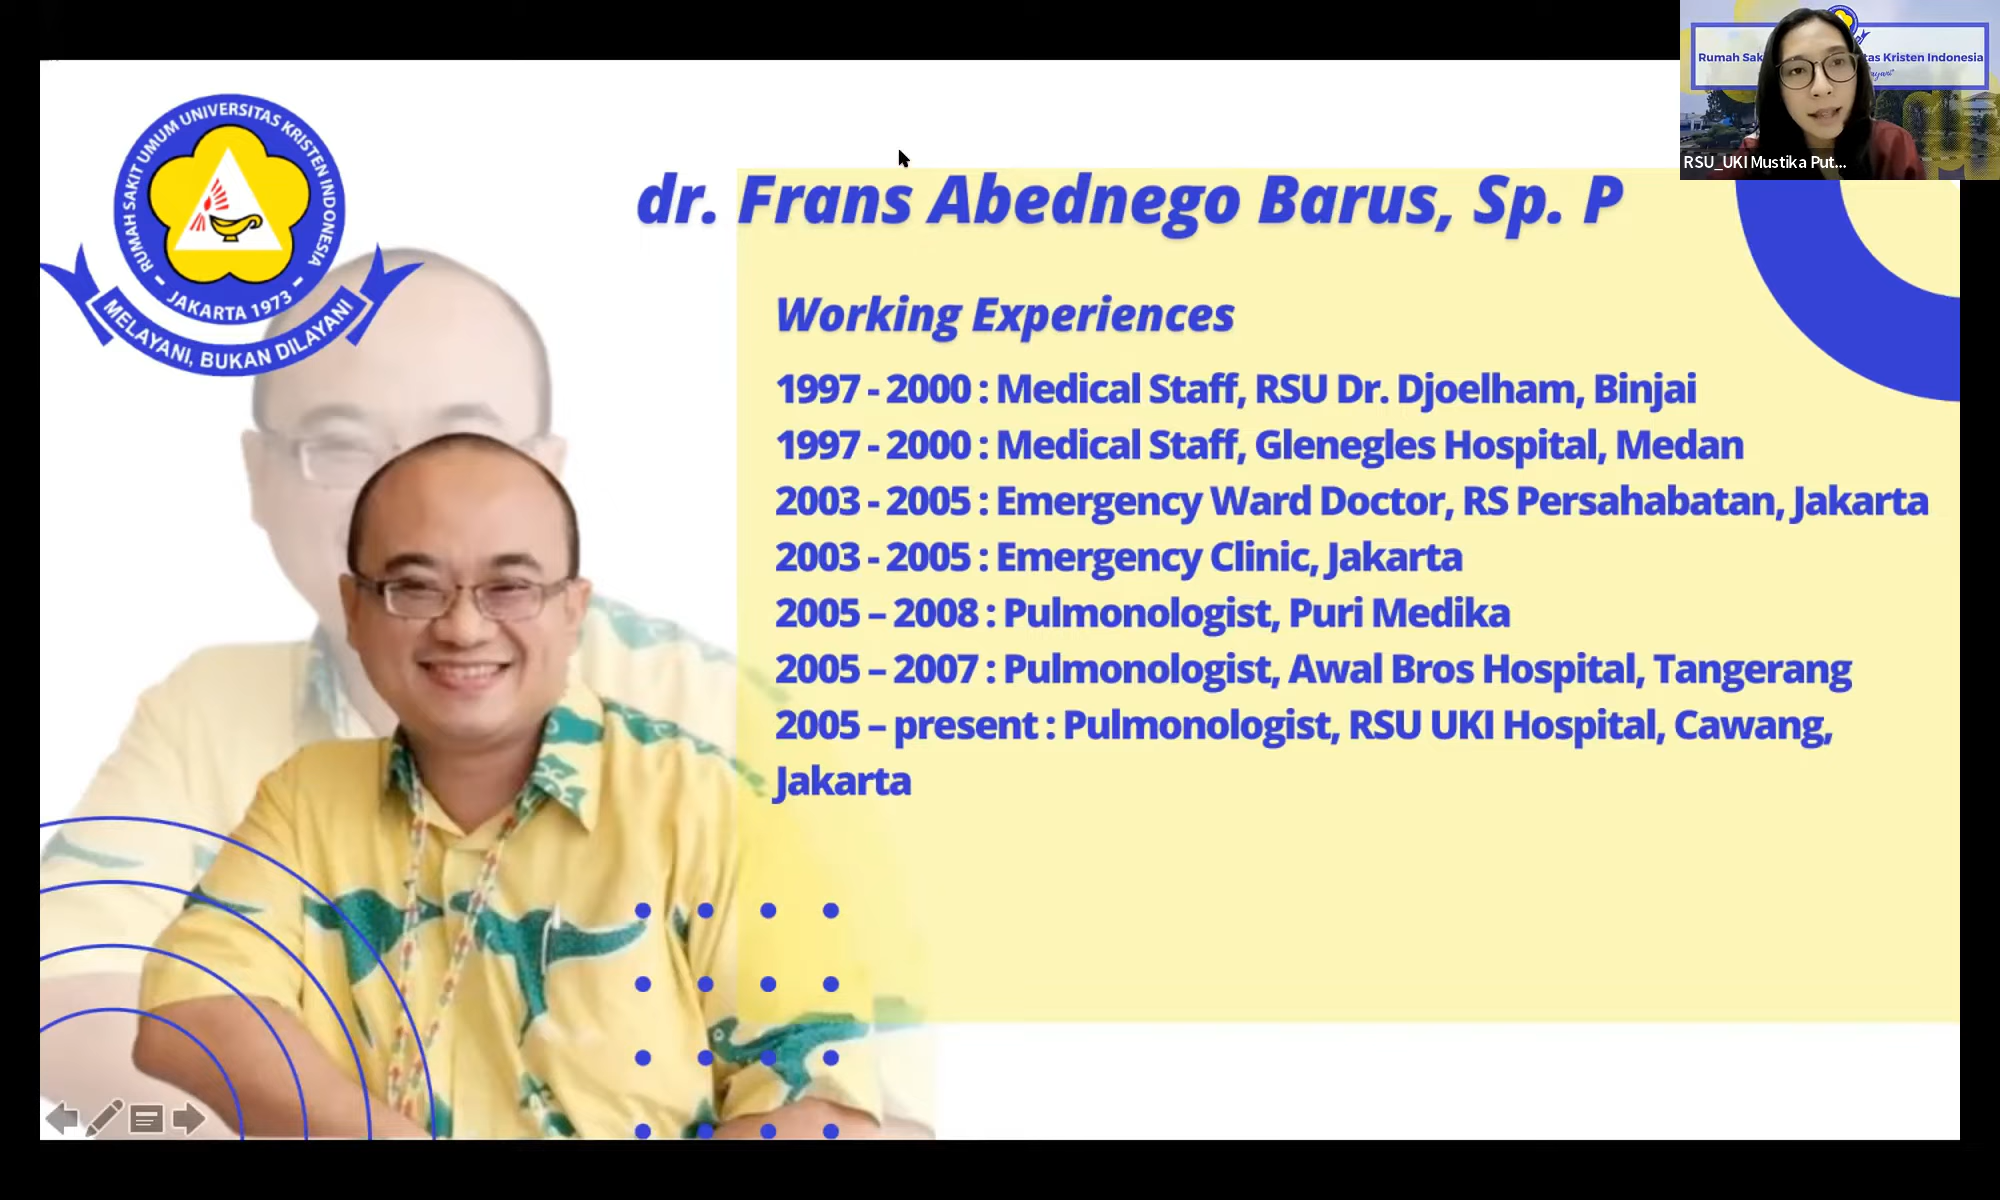 RUMAH SAKIT UMUM UNIVERSITAS KRISTEN INDONESIA
- JAKARTA 1973 -
MELAYANI, BUKAN DILAYANI
Rumah Sak tas Kristen Indonesia
RSU_UKI Mustika Put...
dr. Frans Abednego Barus, Sp. P
Working Experiences
1997 - 2000 : Medical Staff, RSU Dr. Djoelham, Binjai
1997 - 2000 : Medical Staff, Glenegles Hospital, Medan
2003 - 2005 : Emergency Ward Doctor, RS Persahabatan, Jakarta
2003 - 2005 : Emergency Clinic, Jakarta
2005 – 2008 : Pulmonologist, Puri Medika
2005 – 2007 : Pulmonologist, Awal Bros Hospital, Tangerang
2005 – present : Pulmonologist, RSU UKI Hospital, Cawang,
Jakarta